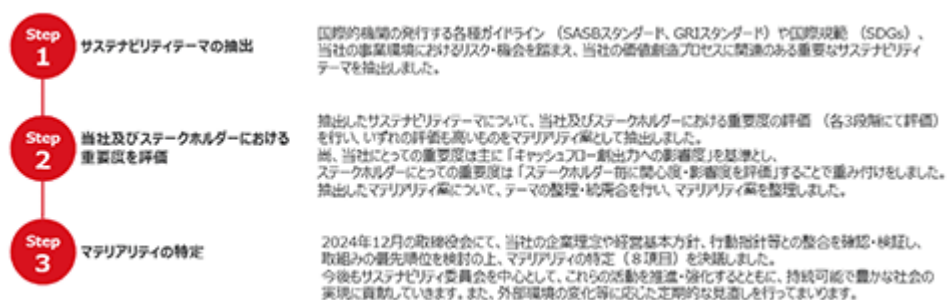 Step
1
サステナビリティテーマの抽出
国際的機関の発行する各種ガイドライン （SASBスタンダード、GRIスタンダード）や国際規範 （SDGs）、
当社の事業環境におけるリスク・機会を踏まえ、当社の価値創造プロセスに関連のある重要なサステナビリティ
テーマを抽出しました。
Step
2
当社及びステークホルダーにおける
重要度を評価
抽出したサステナビリティテーマについて、当社及びステークホルダーにおける重要度の評価 （各3段階にて評価）
を行い、いずれの評価も高いものをマテリアリティ案として抽出しました。
尚、当社にとっての重要度は主に「キャッシュフロー創出力への影響度」を基準とし、
ステークホルダーにとっての重要度は「ステークホルダー毎に関心度・影響度を評価」することで重み付けをしました。
抽出したマテリアリティ案について、テーマの整理・統廃合を行い、マテリアリティ案を整理しました。
Step
3
マテリアリティの特定
2024年12月の取締役会にて、当社の企業理念や経営基本方針、行動指針等との整合を確認・検証し、
取組みの優先順位を検討の上、マテリアリティの特定（８項目）を決議しました。
今後もサステナビリティ委員会を中心として、これらの活動を推進・強化するとともに、持続可能で豊かな社会の
実現に貢献していきます。また、外部環境の変化等に応じた定期的な見直しを行ってまいります。